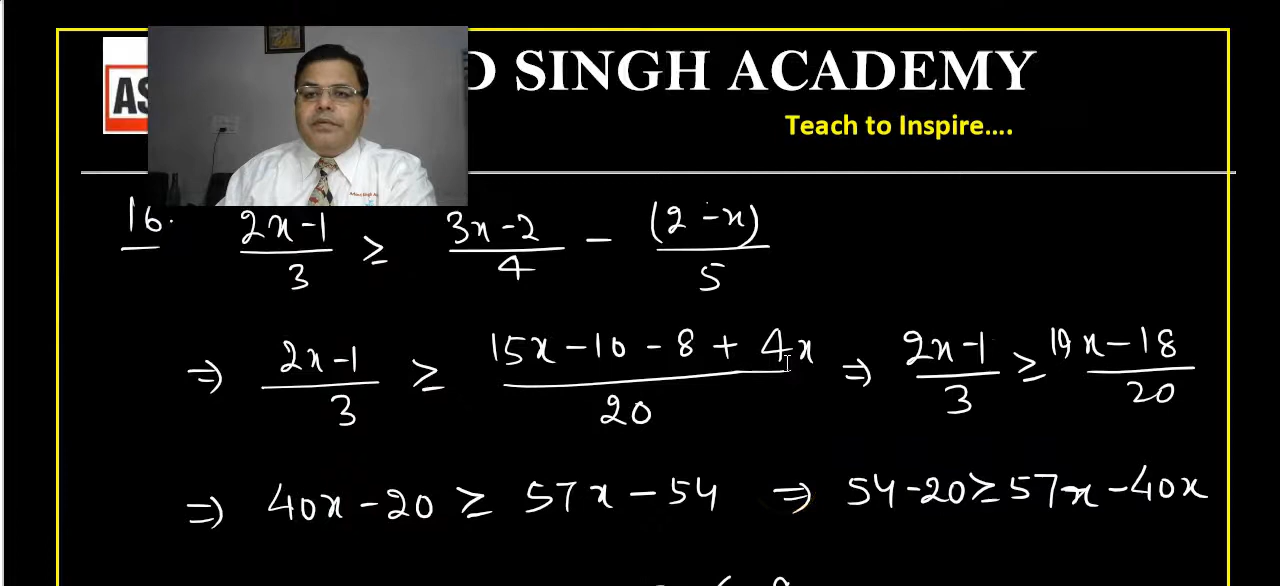 AS
D SINGH ACADEMY
Teach to Inspire....
16. (2x-1)/3 ≥ (3x-2)/4 - (2-x)/5
⇒ (2x-1)/3 ≥ (15x-10-8+4x)/20 ⇒ (2x-1)/3 ≥ (19x-18)/20
⇒ 40x-20 ≥ 57x-54 ⇒ 54-20≥57x-40x